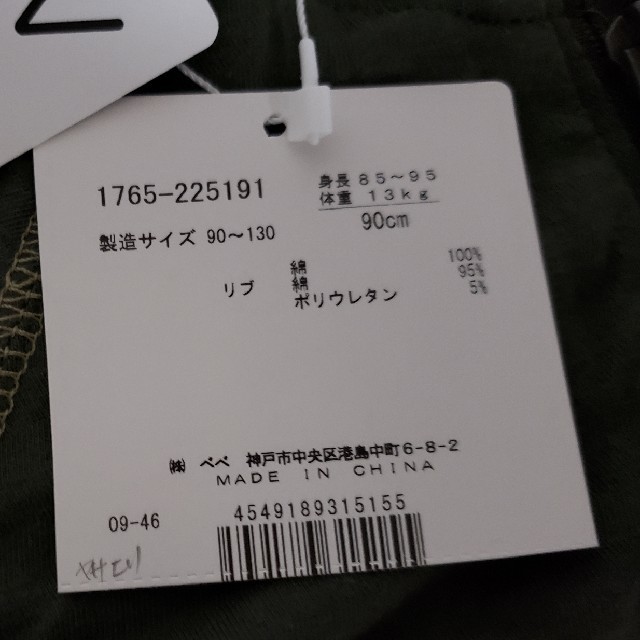 1765-225191
身長 85～95
体重 13kg
90cm
製造サイズ 90～130
綿 100%
リブ 綿 95%
ポリウレタン 5%
㈱ べべ 神戸市中央区港島中町6-8-2
MADE IN CHINA
09-46
4549189315155